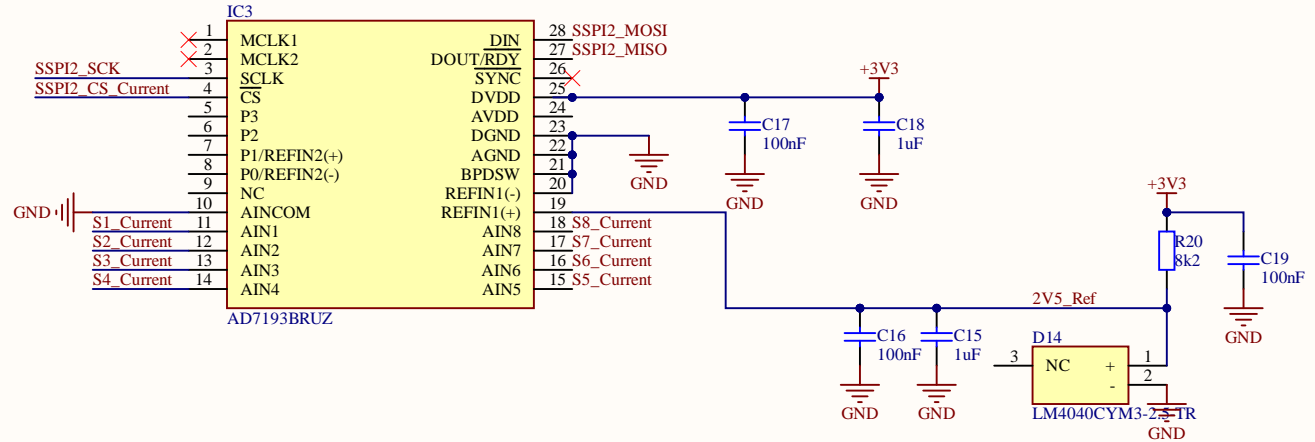 IC3
1 MCLK1 DIN 28 SSPI2_MOSI
2 MCLK2 DOUT/RDY 27 SSPI2_MISO
SSPI2_SCK 3 SCLK SYNC 26
SSPI2_CS_Current 4 CS DVDD 25
+3V3
5 P3 AVDD 24
6 P2 DGND 23
7 P1/REFIN2(+) AGND 22
8 P0/REFIN2(-) BPDSW 21
9 NC REFIN1(-) 20
GND 10 AINCOM REFIN1(+) 19
S1_Current 11 AIN1 AIN8 18 S8_Current
S2_Current 12 AIN2 AIN7 17 S7_Current
S3_Current 13 AIN3 AIN6 16 S6_Current
S4_Current 14 AIN4 AIN5 15 S5_Current
AD7193BRUZ
C17
100nF
C18
1uF
GND
GND
GND
+3V3
R20
8k2
C19
100nF
GND
2V5_Ref
C16
100nF
C15
1uF
GND
GND
D14
3 NC + 1
- 2
LM4040CYM3-2.5-TR
GND